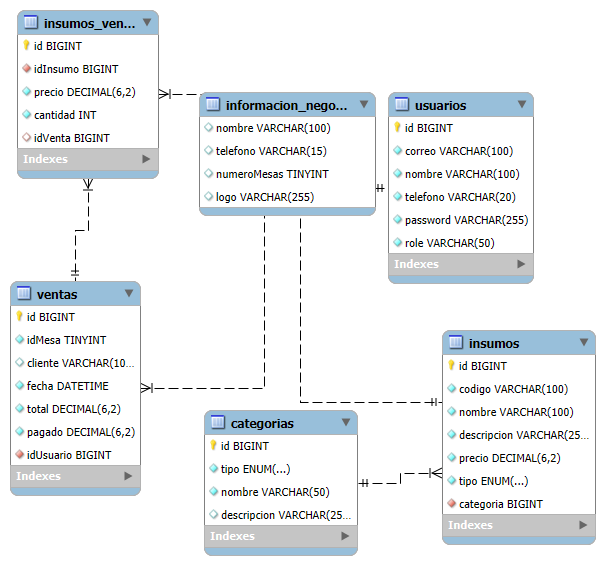 insumos_ven...
id BIGINT
idInsumo BIGINT
precio DECIMAL(6,2)
cantidad INT
idVenta BIGINT
Indexes
informacion_nego...
nombre VARCHAR(100)
telefono VARCHAR(15)
numeroMesas TINYINT
logo VARCHAR(255)
usuarios
id BIGINT
correo VARCHAR(100)
nombre VARCHAR(100)
telefono VARCHAR(20)
password VARCHAR(255)
role VARCHAR(50)
Indexes
ventas
id BIGINT
idMesa TINYINT
cliente VARCHAR(10...
fecha DATETIME
total DECIMAL(6,2)
pagado DECIMAL(6,2)
idUsuario BIGINT
Indexes
categorias
id BIGINT
tipo ENUM(...)
nombre VARCHAR(50)
descripcion VARCHAR(25...
Indexes
insumos
id BIGINT
codigo VARCHAR(100)
nombre VARCHAR(100)
descripcion VARCHAR(25...
precio DECIMAL(6,2)
tipo ENUM(...)
categoria BIGINT
Indexes